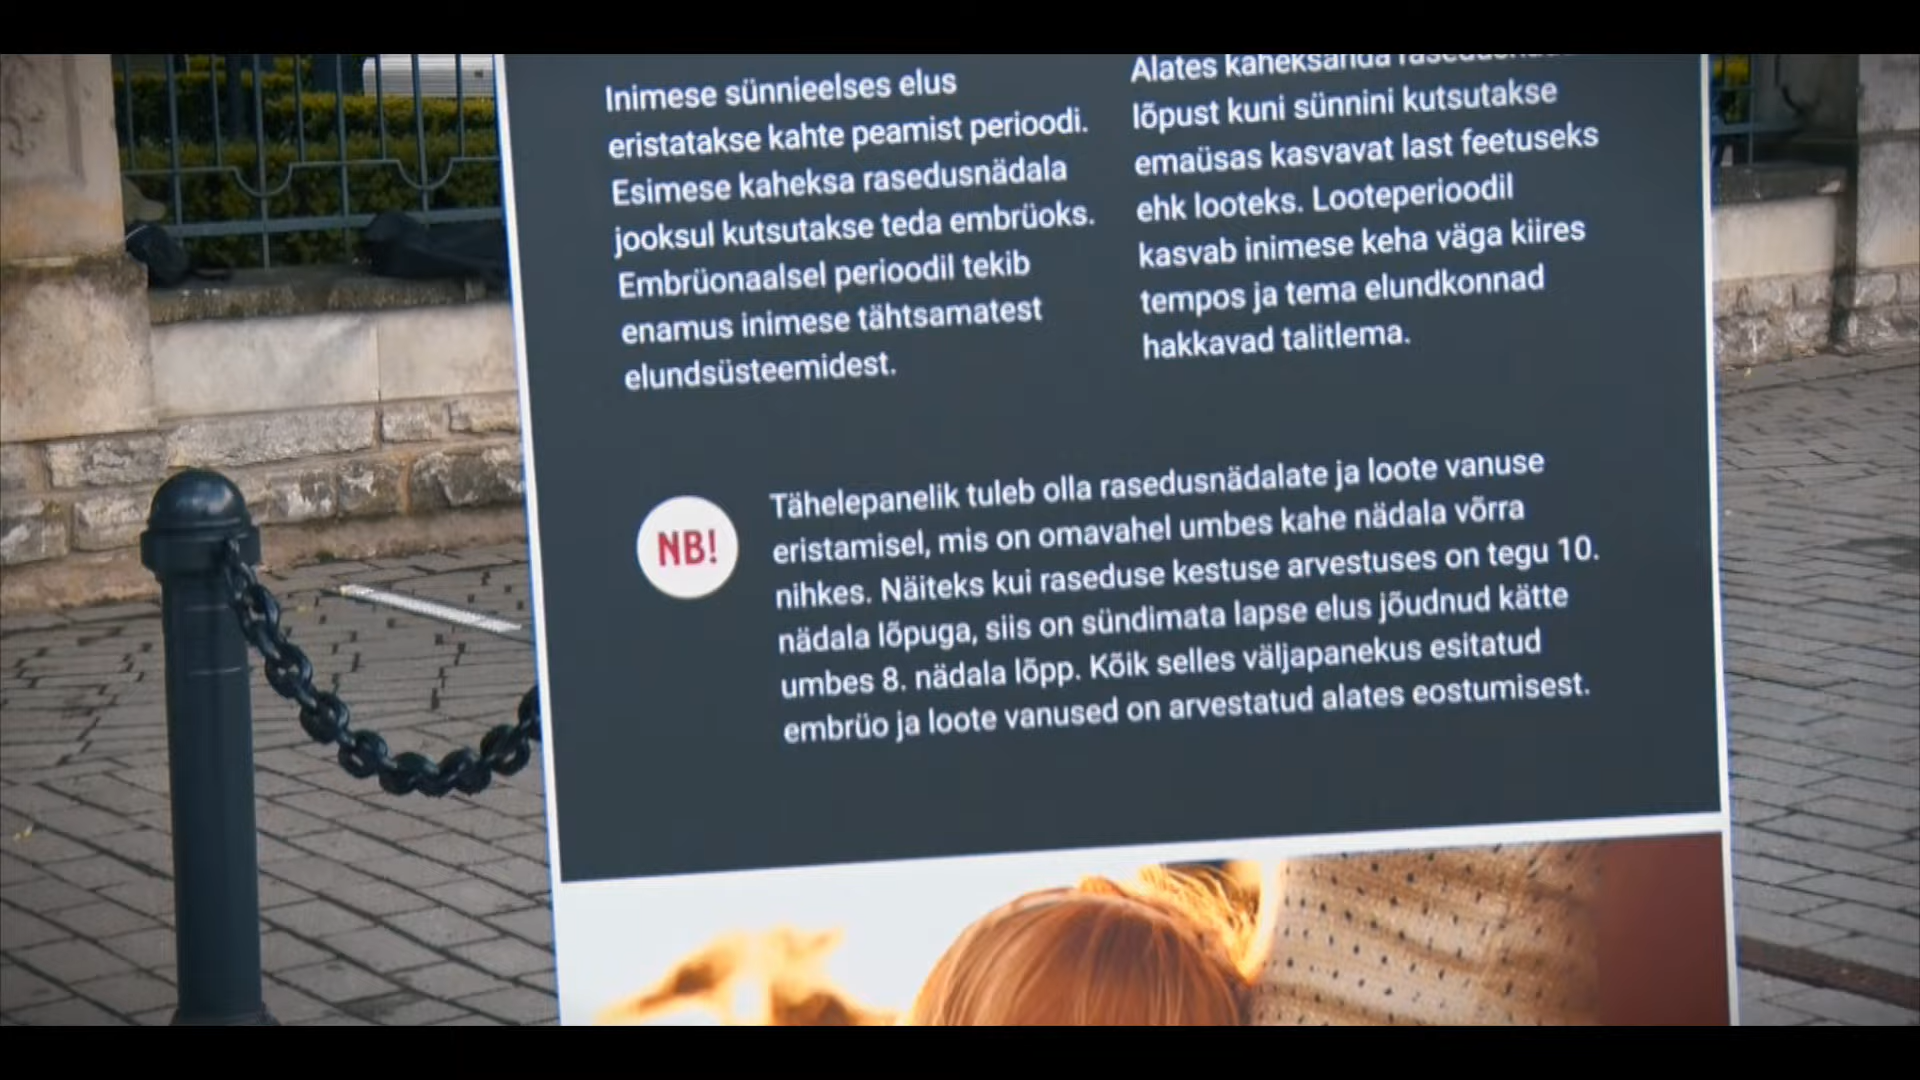 Inimese sünnieelses elus
eristatakse kahte peamist perioodi.
Esimese kaheksa rasedusnädala
jooksul kutsutakse teda embrüoks.
Embrüonaalsel perioodil tekib
enamus inimese tähtsamatest
elundsüsteemidest.
Alates kaheksanda
lõpust kuni sünnini kutsutakse
emaüsas kasvavat last feetuseks
ehk looteks. Looteperioodil
kasvab inimese keha väga kiires
tempos ja tema elundkonnad
hakkavad talitlema.
NB!
Tähelepanelik tuleb olla rasedusnädalate ja loote vanuse
eristamisel, mis on omavahel umbes kahe nädala võrra
nihkes. Näiteks kui raseduse kestuse arvestuses on tegu 10.
nädala lõpuga, siis on sündimata lapse elus jõudnud kätte
umbes 8. nädala lõpp. Kõik selles väljapanekus esitatud
embrüo ja loote vanused on arvestatud alates eostumisest.